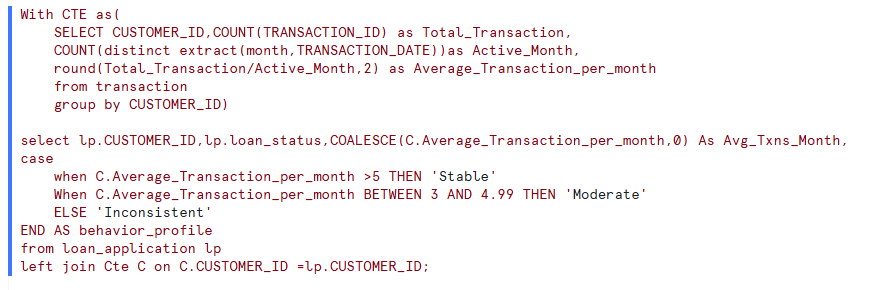 With CTE as(
SELECT CUSTOMER_ID,COUNT(TRANSACTION_ID) as Total_Transaction,
COUNT(distinct extract(month,TRANSACTION_DATE))as Active_Month,
round(Total_Transaction/Active_Month,2) as Average_Transaction_per_month
from transaction
group by CUSTOMER_ID)
select lp.CUSTOMER_ID,lp.loan_status,COALESCE(C.Average_Transaction_per_month,0) As Avg_Txns_Month,
case
when C.Average_Transaction_per_month >5 THEN 'Stable'
When C.Average_Transaction_per_month BETWEEN 3 AND 4.99 THEN 'Moderate'
ELSE 'Inconsistent'
END AS behavior_profile
from loan_application lp
left join Cte C on C.CUSTOMER_ID =lp.CUSTOMER_ID;